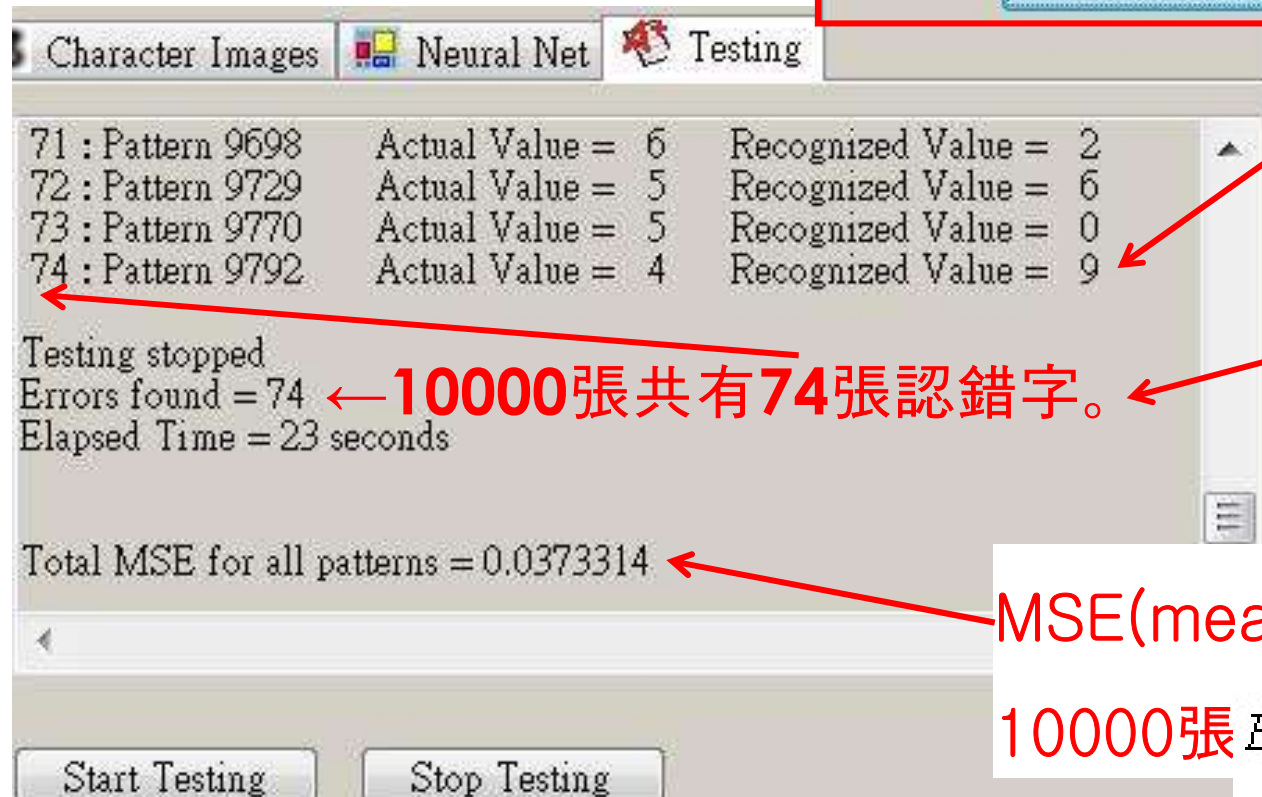 Character Images Neural Net Testing
71 : Pattern 9698 Actual Value = 6 Recognized Value = 2
72 : Pattern 9729 Actual Value = 5 Recognized Value = 6
73 : Pattern 9770 Actual Value = 5 Recognized Value = 0
74 : Pattern 9792 Actual Value = 4 Recognized Value = 9
Testing stopped
Errors found = 74 ←10000張共有74張認錯字。
Elapsed Time = 23 seconds
Total MSE for all patterns = 0.0373314
MSE(mea
10000張
Start Testing Stop Testing